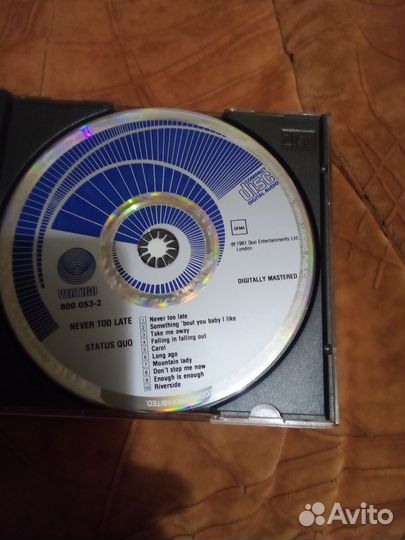 COMPACT
disc
DIGITAL AUDIO
GEMA
℗ 1981 Quo Entertainments Ltd
London.
DIGITALLY MASTERED
VERTIGO
800 053-2
NEVER TOO LATE
STATUS QUO
1 Never too late
2 Something 'bout you baby I like
3 Take me away
4 Falling in falling out
5 Carol
6 Long ago
7 Mountain lady
8 Don't stop me now
9 Enough is enough
10 Riverside
PROHIBITED.
Avito